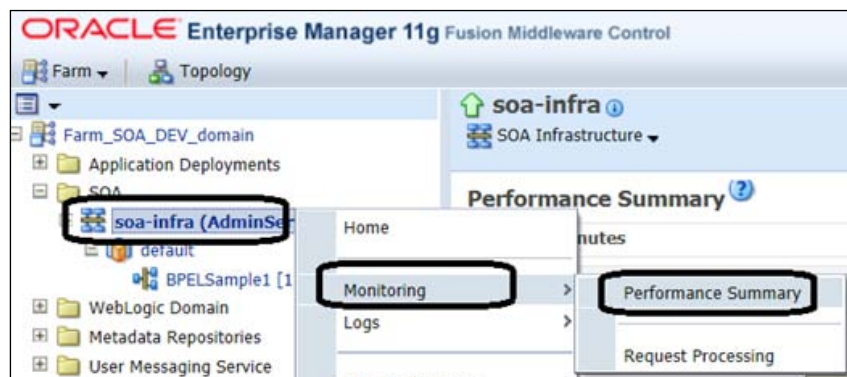 ORACLE Enterprise Manager 11g Fusion Middleware Control
Farm Topology
soa-infra
SOA Infrastructure
Performance Summary
nutes
Farm_SOA_DEV_domain
Application Deployments
SOA
soa-infra (AdminSer
default
BPELSample1 [1
WebLogic Domain
Metadata Repositories
User Messaging Service
Home
Monitoring
Logs
Performance Summary
Request Processing